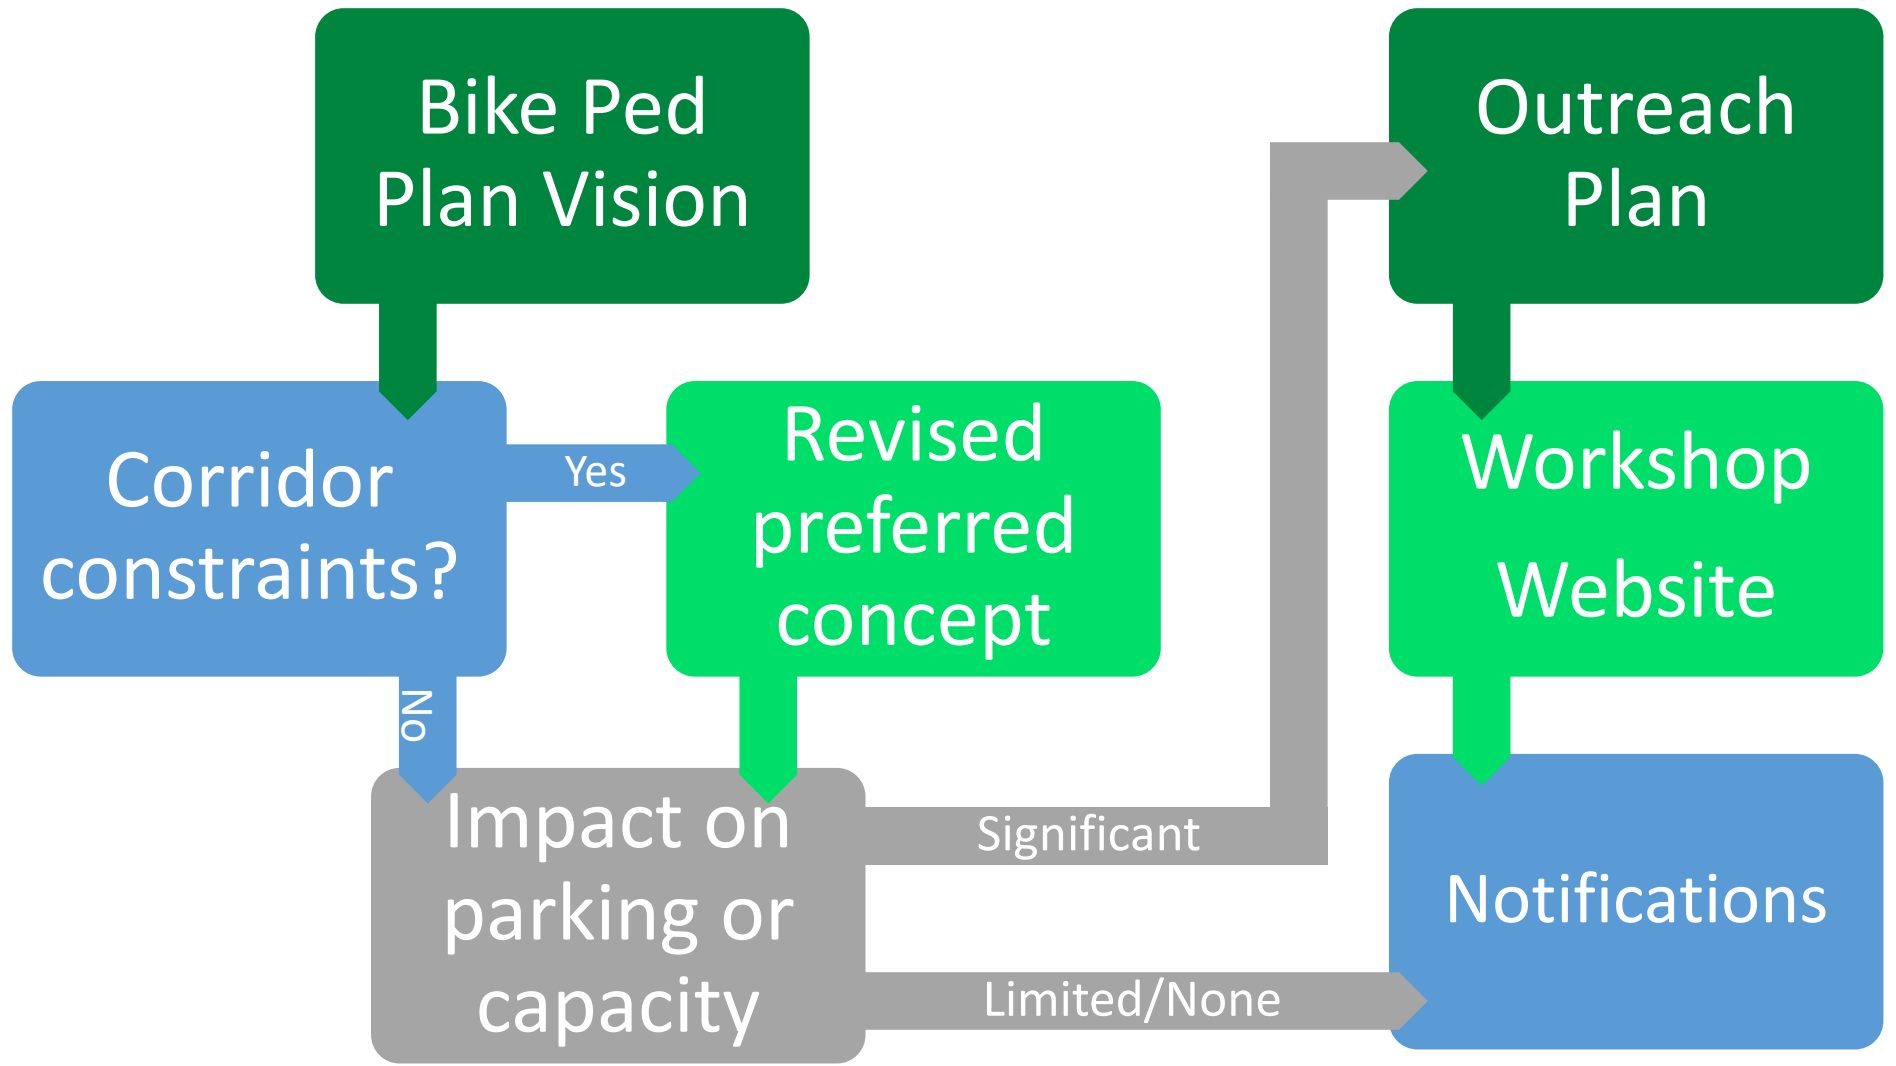 Bike Ped
Plan Vision
Corridor
constraints?
Yes
Revised
preferred
concept
No
Impact on
parking or
capacity
Significant
Limited/None
Outreach
Plan
Workshop
Website
Notifications